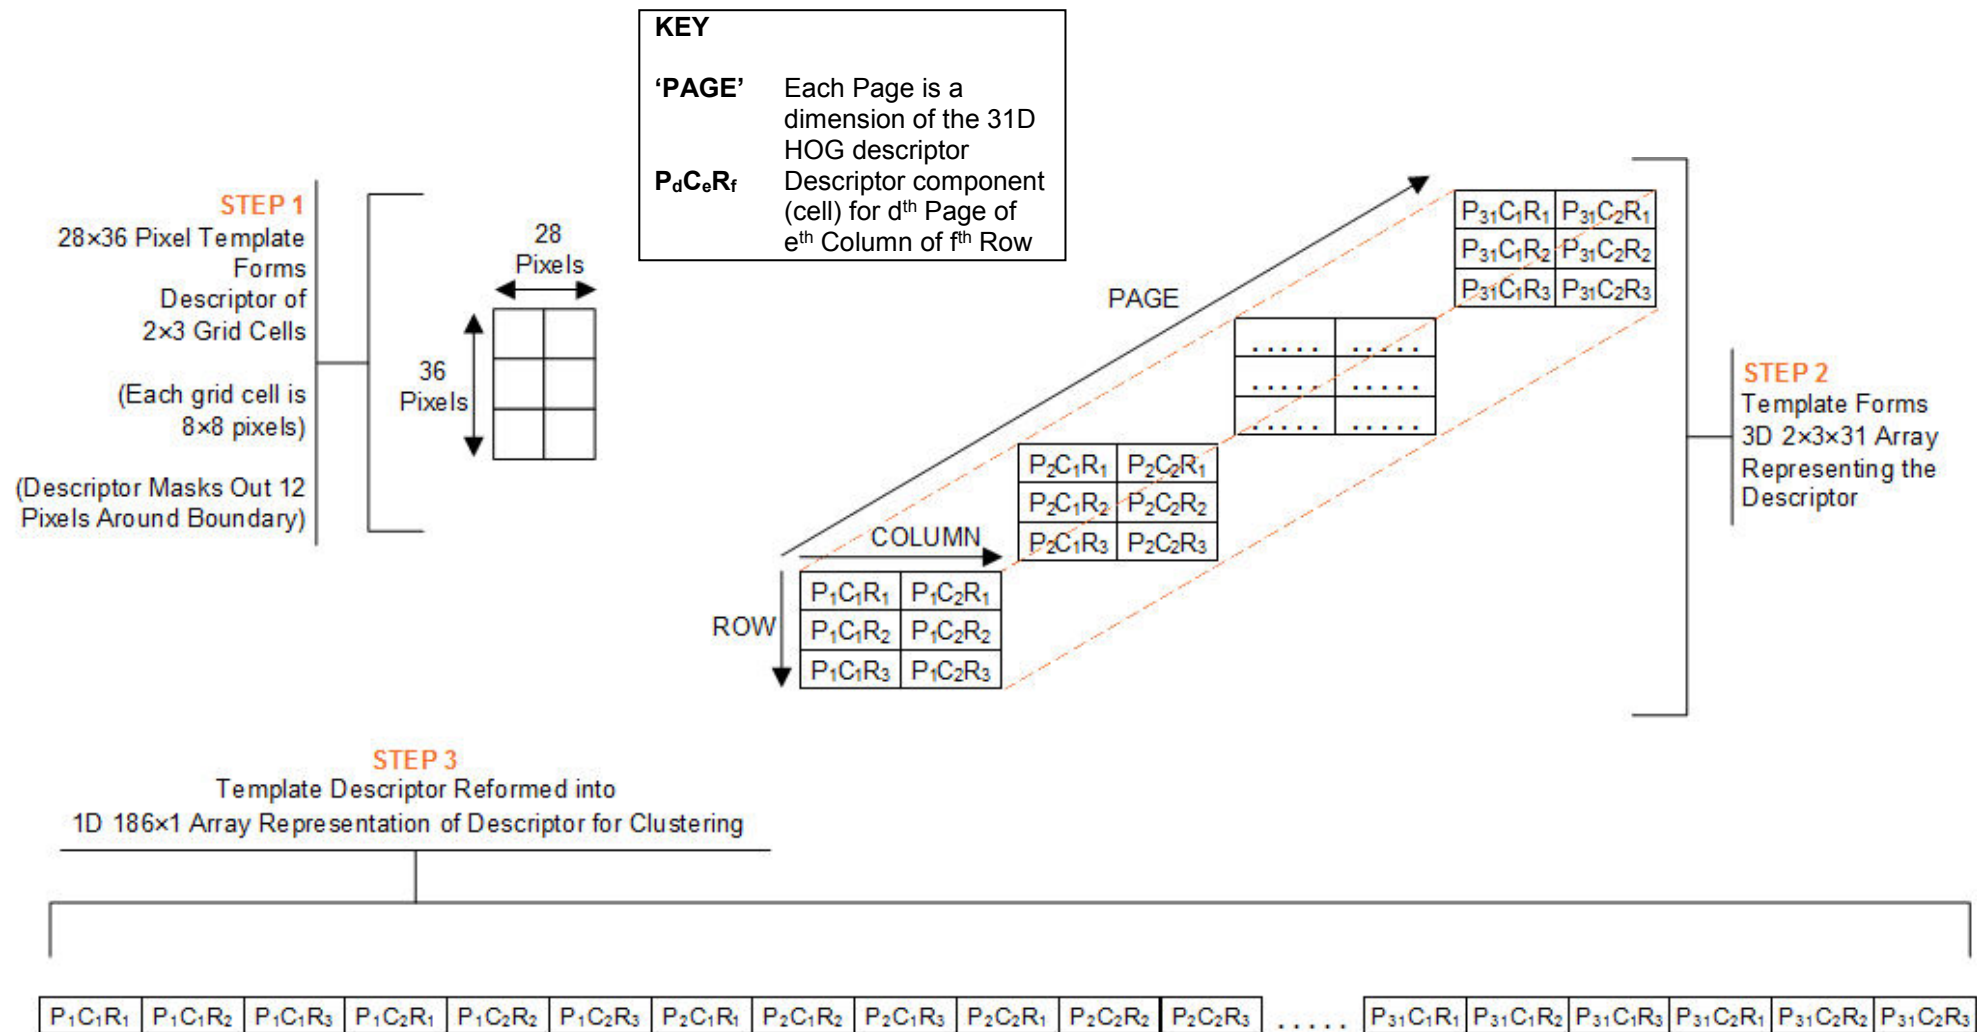 KEY
‘PAGE’ Each Page is a
dimension of the 31D
HOG descriptor
PdCeRf Descriptor component
(cell) for dth Page of
eth Column of fth Row
STEP 1
28×36 Pixel Template
Forms
Descriptor of
2×3 Grid Cells
(Each grid cell is
8×8 pixels)
(Descriptor Masks Out 12
Pixels Around Boundary)
28
Pixels
36
Pixels
PAGE
COLUMN
ROW
P₁C₁R₁ P₁C₂R₁
P₁C₁R₂ P₁C₂R₂
P₁C₁R₃ P₁C₂R₃
P₂C₁R₁ P₂C₂R₁
P₂C₁R₂ P₂C₂R₂
P₂C₁R₃ P₂C₂R₃
..... .....
..... .....
..... .....
P₃₁C₁R₁ P₃₁C₂R₁
P₃₁C₁R₂ P₃₁C₂R₂
P₃₁C₁R₃ P₃₁C₂R₃
STEP 2
Template Forms
3D 2×3×31 Array
Representing the
Descriptor
STEP 3
Template Descriptor Reformed into
1D 186×1 Array Representation of Descriptor for Clustering
P₁C₁R₁ P₁C₁R₂ P₁C₁R₃ P₁C₂R₁ P₁C₂R₂ P₁C₂R₃ P₂C₁R₁ P₂C₁R₂ P₂C₁R₃ P₂C₂R₁ P₂C₂R₂ P₂C₂R₃ ..... P₃₁C₁R₁ P₃₁C₁R₂ P₃₁C₁R₃ P₃₁C₂R₁ P₃₁C₂R₂ P₃₁C₂R₃